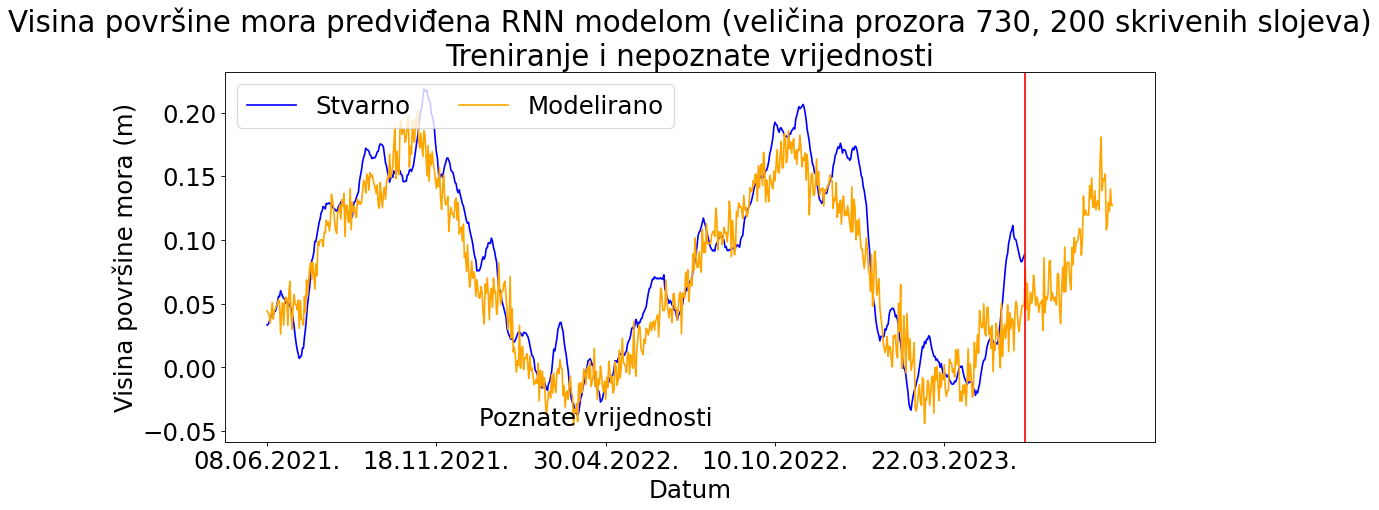 Visina površine mora predviđena RNN modelom (veličina prozora 730, 200 skrivenih slojeva)
Treniranje i nepoznate vrijednosti
Stvarno Modelirano
Visina površine mora (m)
0.20
0.15
0.10
0.05
0.00
−0.05
Poznate vrijednosti
08.06.2021. 18.11.2021. 30.04.2022. 10.10.2022. 22.03.2023.
Datum